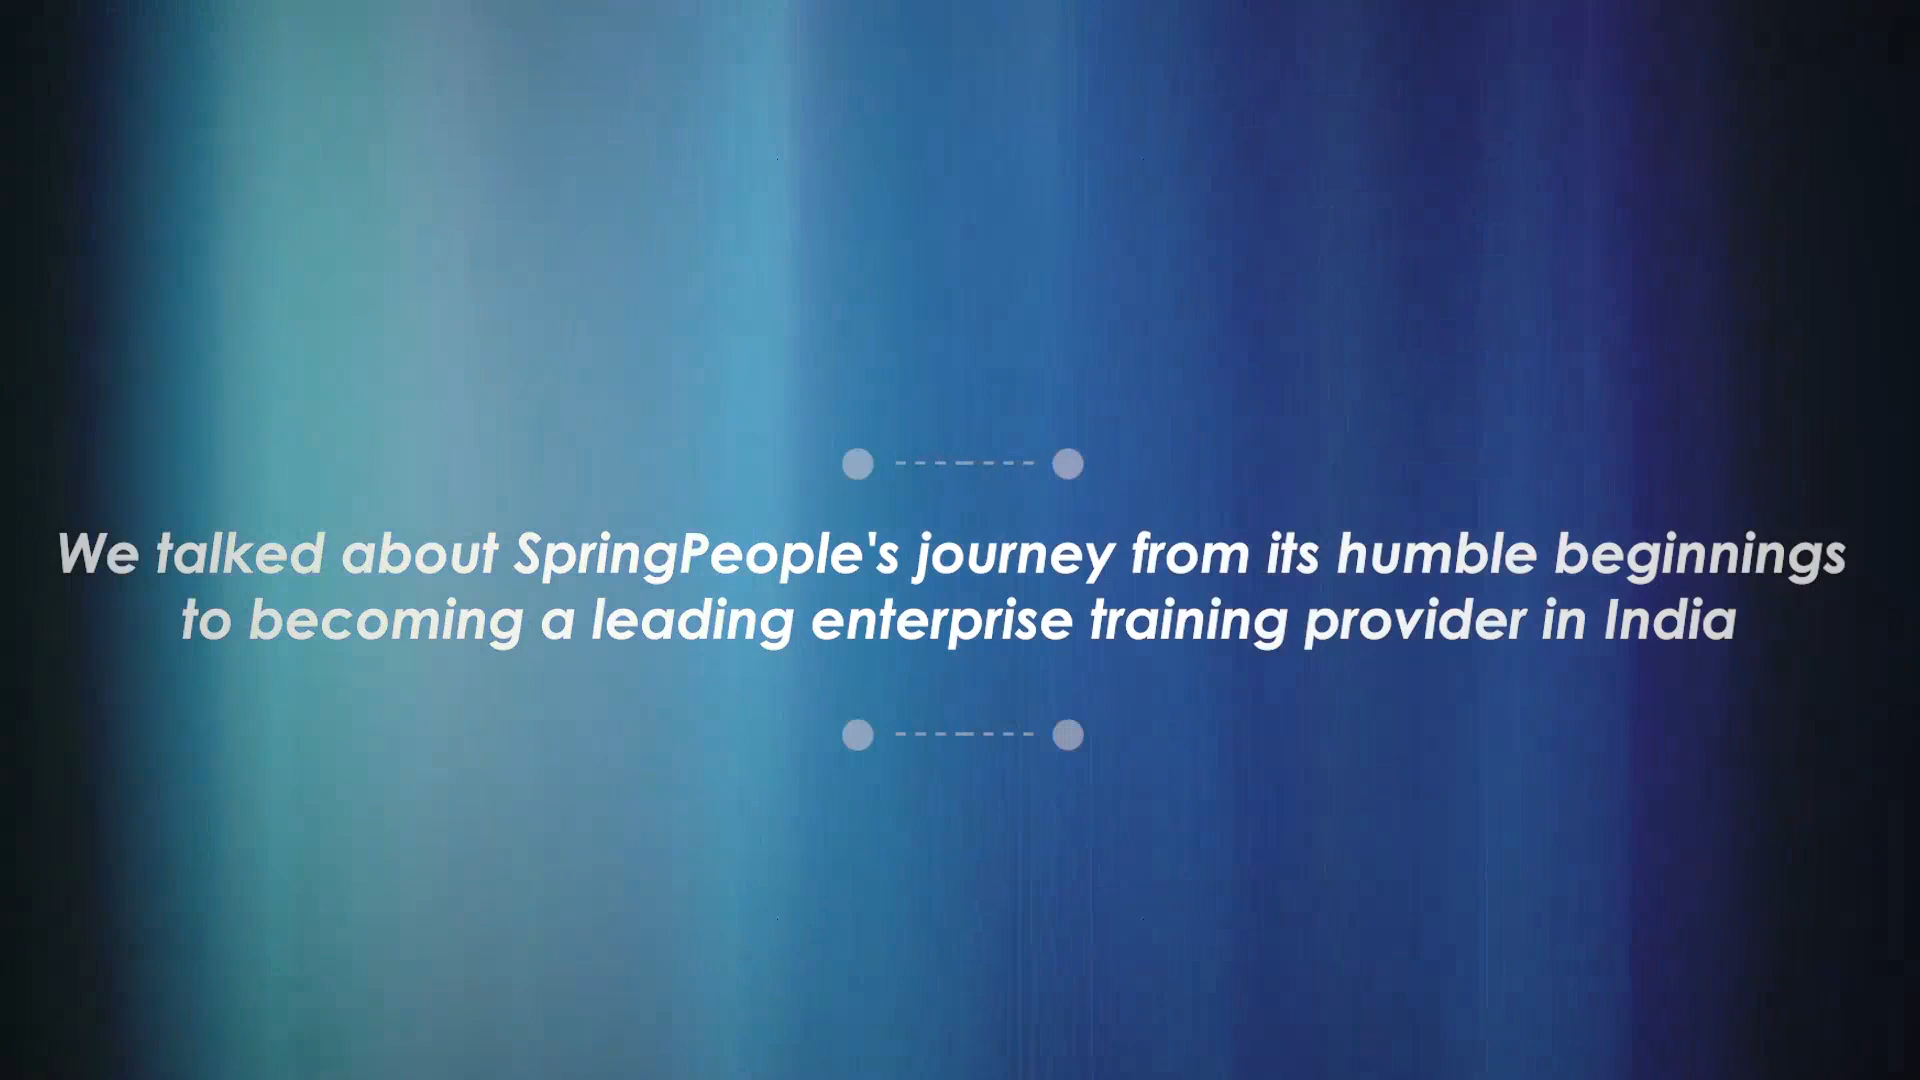 We talked about SpringPeople's journey from its humble beginnings
to becoming a leading enterprise training provider in India